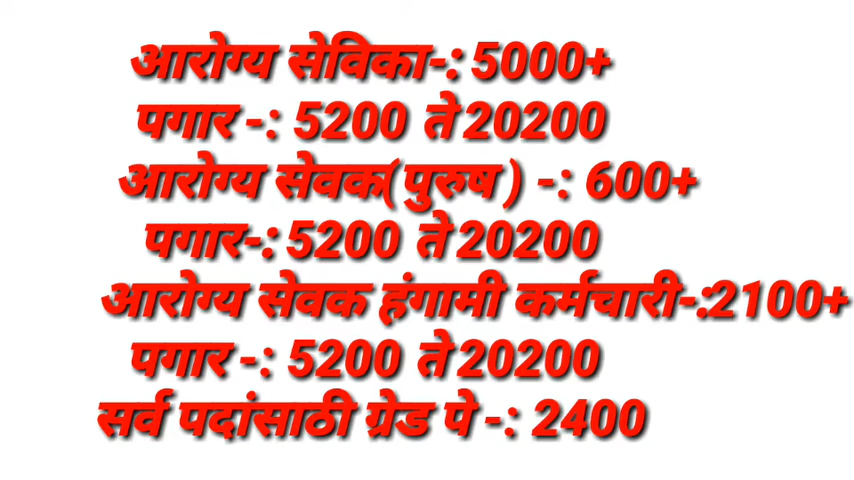 आरोग्य सेविका-: 5000+
पगार -: 5200 ते 20200
आरोग्य सेवक(पुरुष ) -: 600+
पगार-: 5200 ते 20200
आरोग्य सेवक हंगामी कर्मचारी-:2100+
पगार -: 5200 ते 20200
सर्व पदांसाठी ग्रेड पे -: 2400